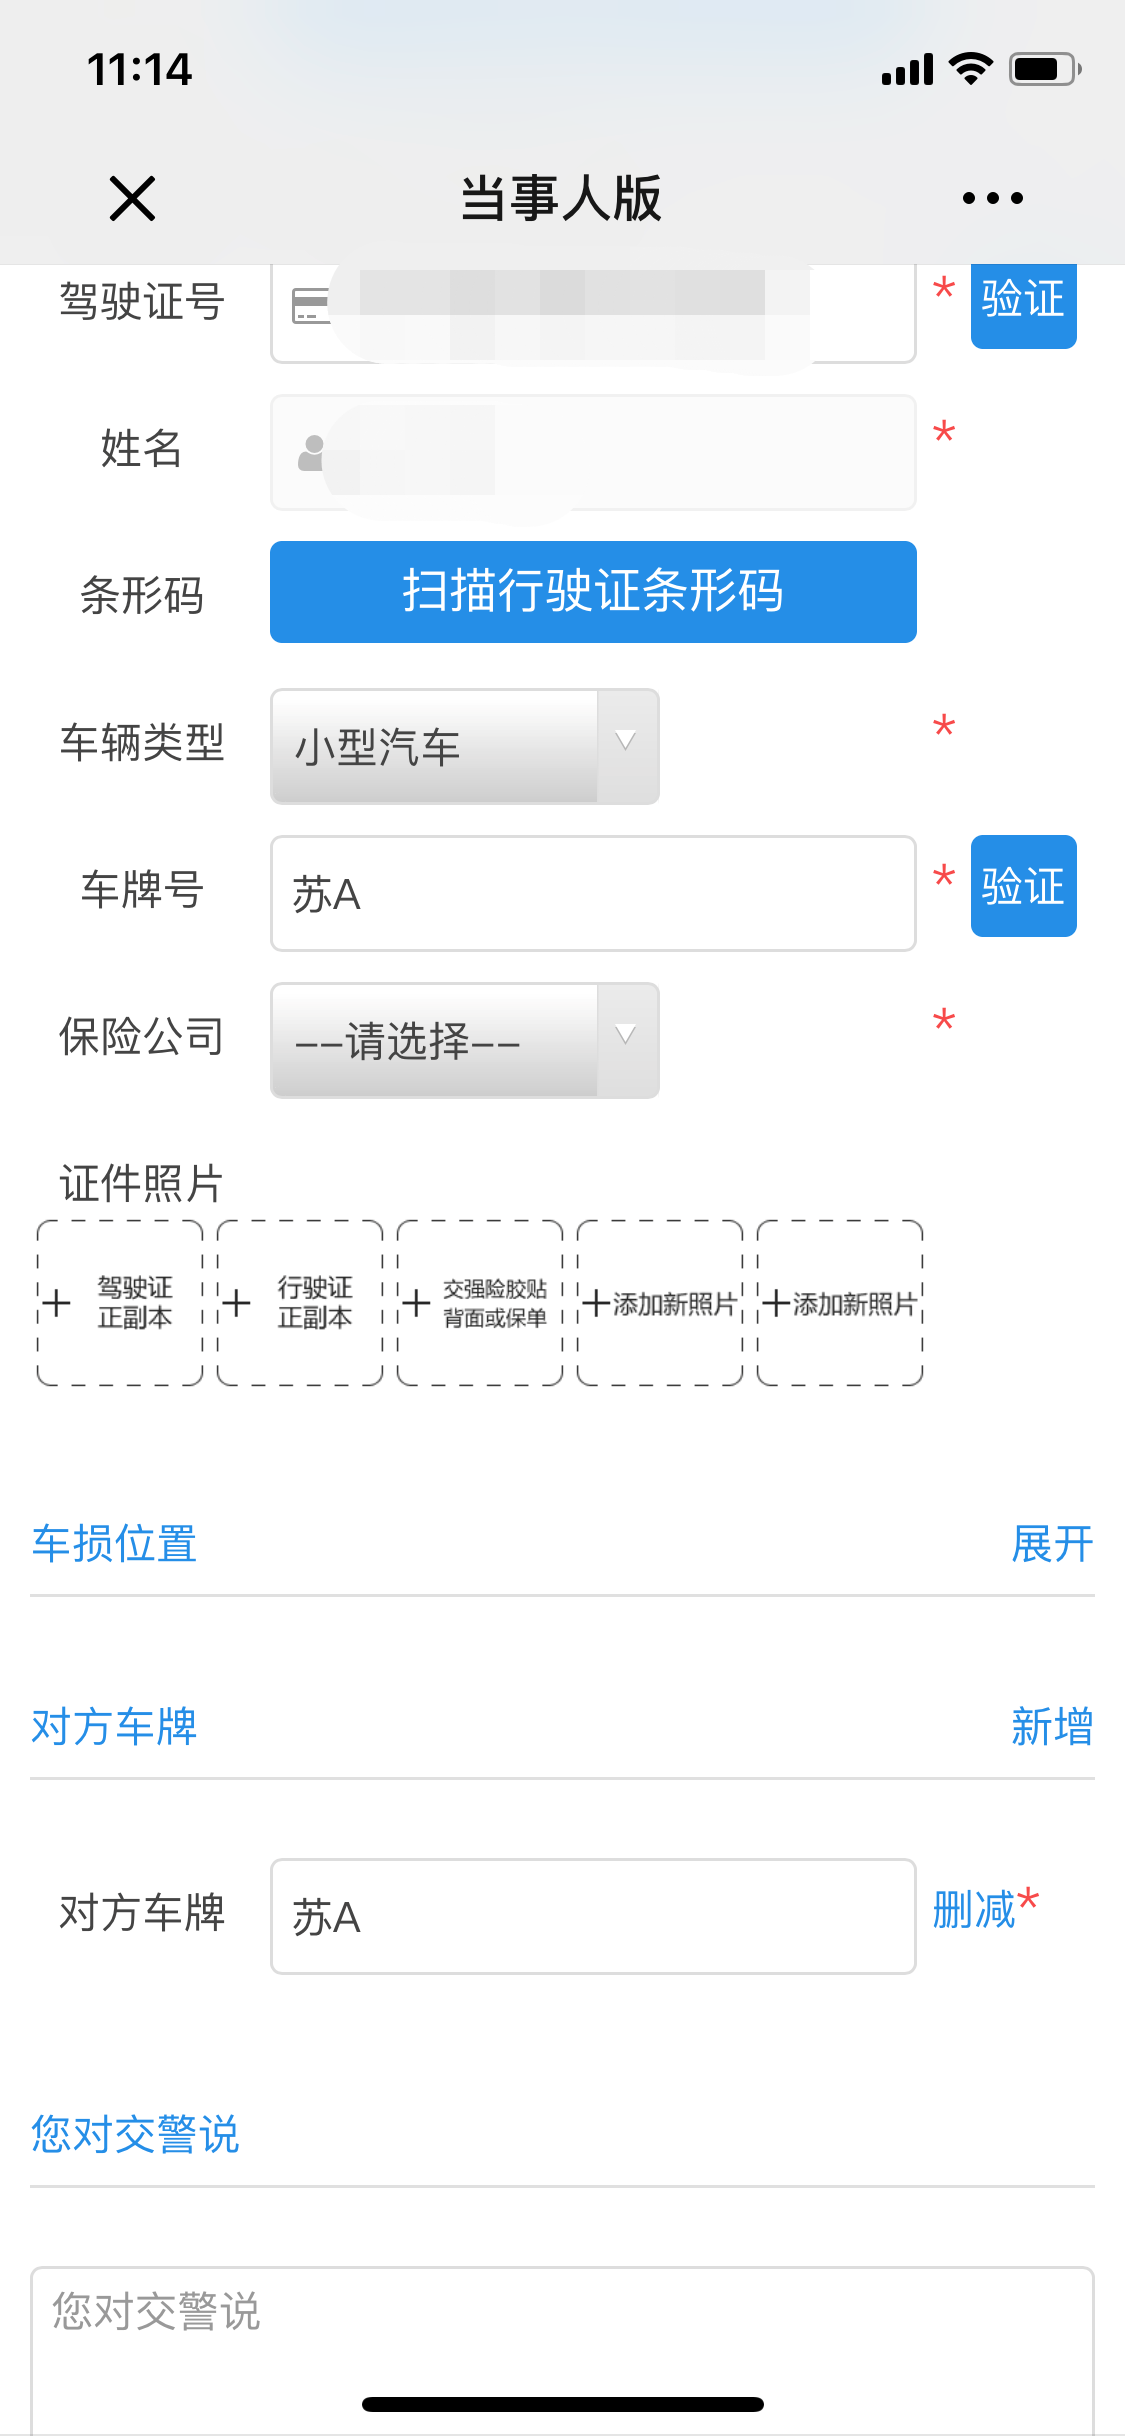 11:14
当事人版
驾驶证号 * 验证
姓名 *
条形码 扫描行驶证条形码
车辆类型 小型汽车 *
车牌号 苏A * 验证
保险公司 --请选择-- *
证件照片
驾驶证
正副本
行驶证
正副本
交强险胶贴
背面或保单
添加新照片
添加新照片
车损位置 展开
对方车牌 新增
对方车牌 苏A 删减*
您对交警说
您对交警说